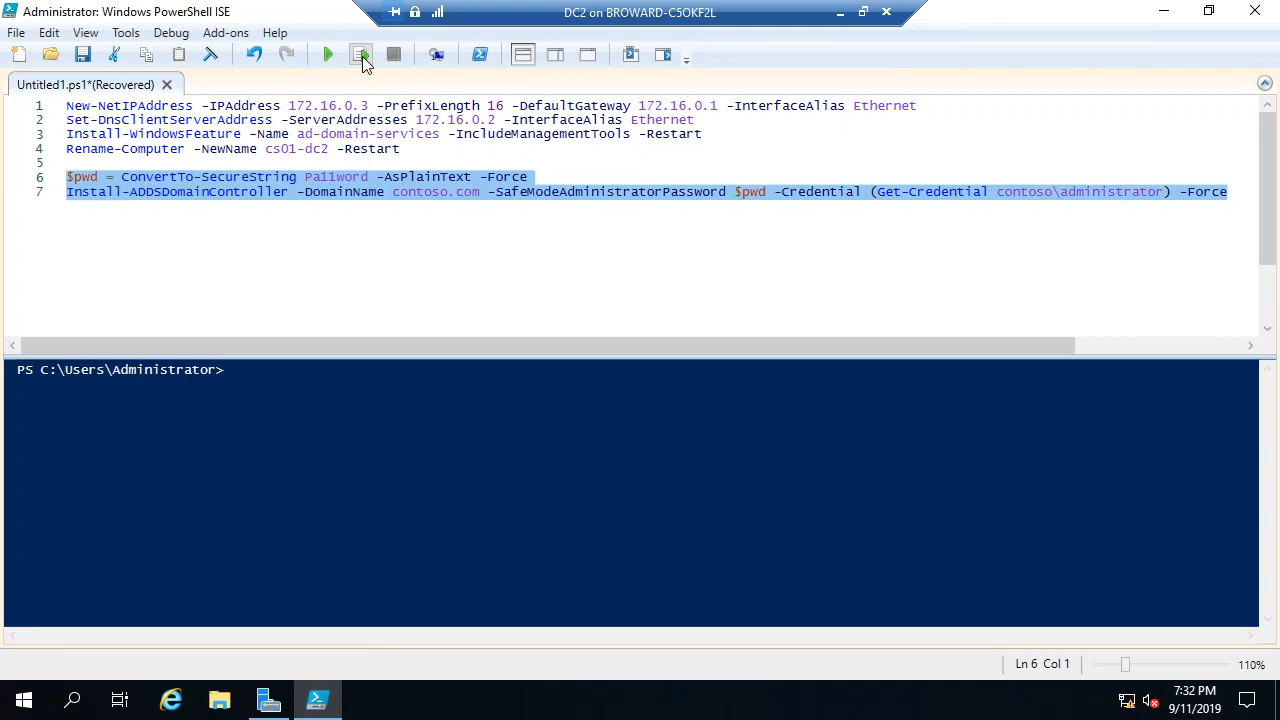 Administrator: Windows PowerShell ISE
DC2 on BROWARD-C5OKF2L
File Edit View Tools Debug Add-ons Help
Untitled1.ps1*(Recovered)
1 New-NetIPAddress -IPAddress 172.16.0.3 -PrefixLength 16 -DefaultGateway 172.16.0.1 -InterfaceAlias Ethernet
2 Set-DnsClientServerAddress -ServerAddresses 172.16.0.2 -InterfaceAlias Ethernet
3 Install-WindowsFeature -Name ad-domain-services -IncludeManagementTools -Restart
4 Rename-Computer -NewName cs01-dc2 -Restart
5
6 $pwd = ConvertTo-SecureString Pa11word -AsPlainText -Force
7 Install-ADDSDomainController -DomainName contoso.com -SafeModeAdministratorPassword $pwd -Credential (Get-Credential contoso\administrator) -Force
PS C:\Users\Administrator>
Ln 6 Col 1
110%
7:32 PM
9/11/2019